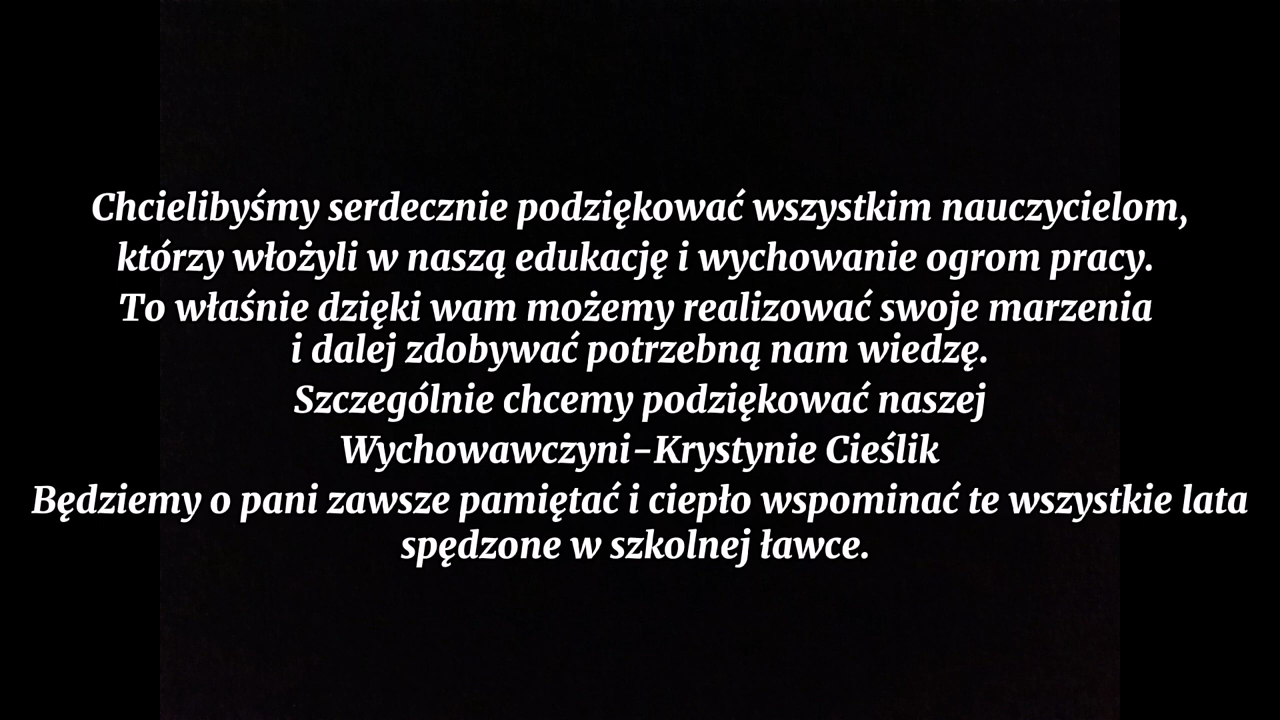 Chcielibyśmy serdecznie podziękować wszystkim nauczycielom,
którzy włożyli w naszą edukację i wychowanie ogrom pracy.
To właśnie dzięki wam możemy realizować swoje marzenia
i dalej zdobywać potrzebną nam wiedzę.
Szczególnie chcemy podziękować naszej
Wychowawczyni-Krystynie Cieślik
Będziemy o pani zawsze pamiętać i ciepło wspominać te wszystkie lata
spędzone w szkolnej ławce.